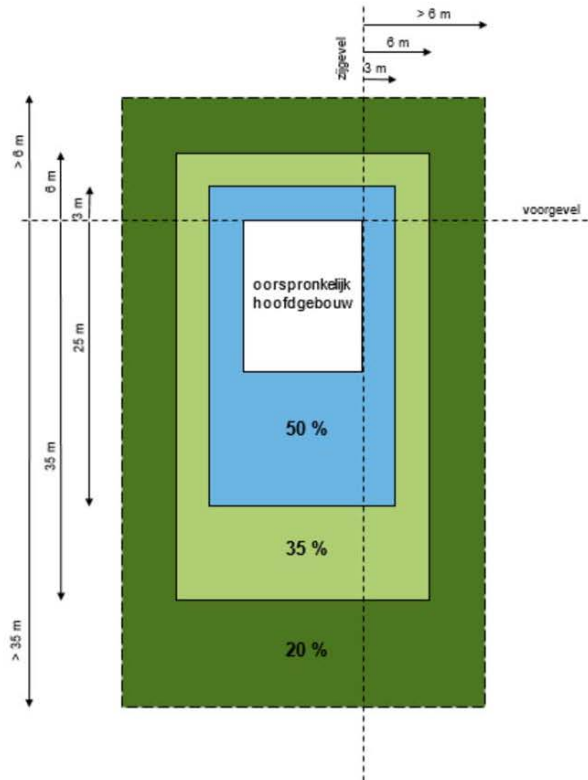 > 6 m
6 m
3 m
zijgevel
> 6 m
6 m
3 m
voorgevel
oorspronkelijk
hoofdgebouw
25 m
50 %
35 m
35 %
> 35 m
20 %